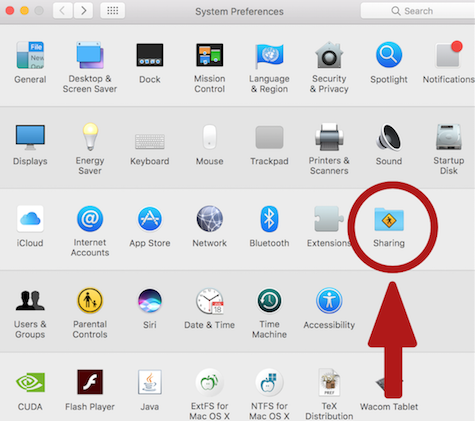 System Preferences
Search
General
Desktop &
Screen Saver
Dock
Mission
Control
Language
& Region
Security
& Privacy
Spotlight
Notifications
Displays
Energy
Saver
Keyboard
Mouse
Trackpad
Printers &
Scanners
Sound
Startup
Disk
iCloud
Internet
Accounts
App Store
Network
Bluetooth
Extensions
Sharing
Users &
Groups
Parental
Controls
Siri
Date & Time
Time
Machine
Accessibility
CUDA
Flash Player
Java
ExtFS for
Mac OS X
NTFS for
Mac OS X
TeX
Distribution
Wacom Tablet